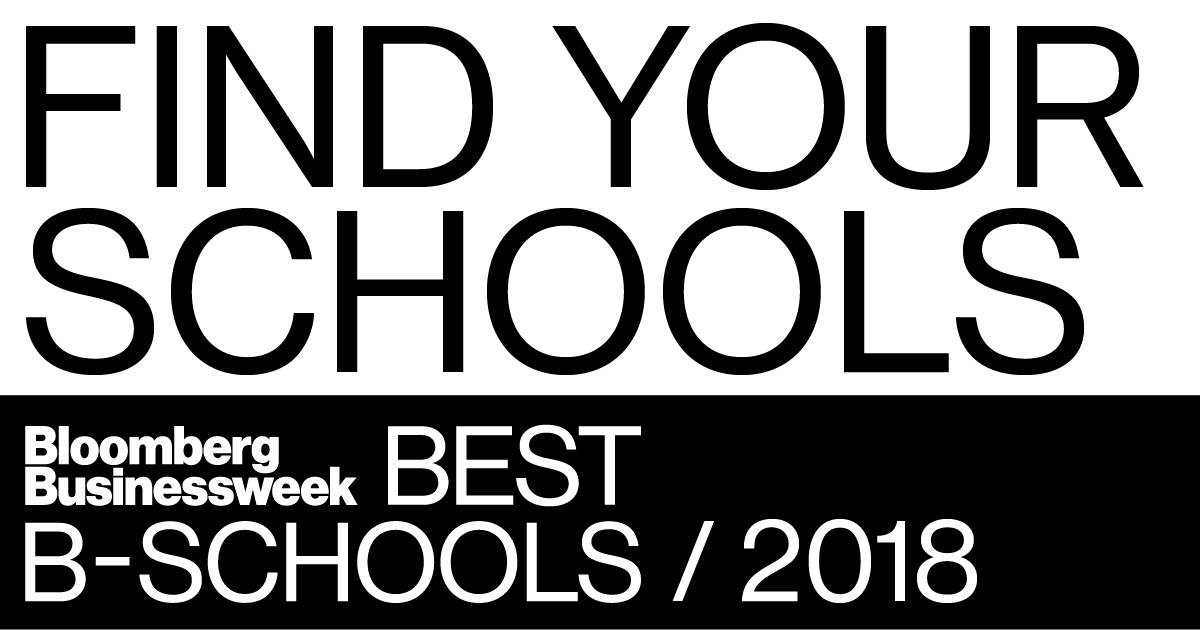 FIND YOUR
SCHOOLS
Bloomberg
Businessweek BEST
B-SCHOOLS / 2018